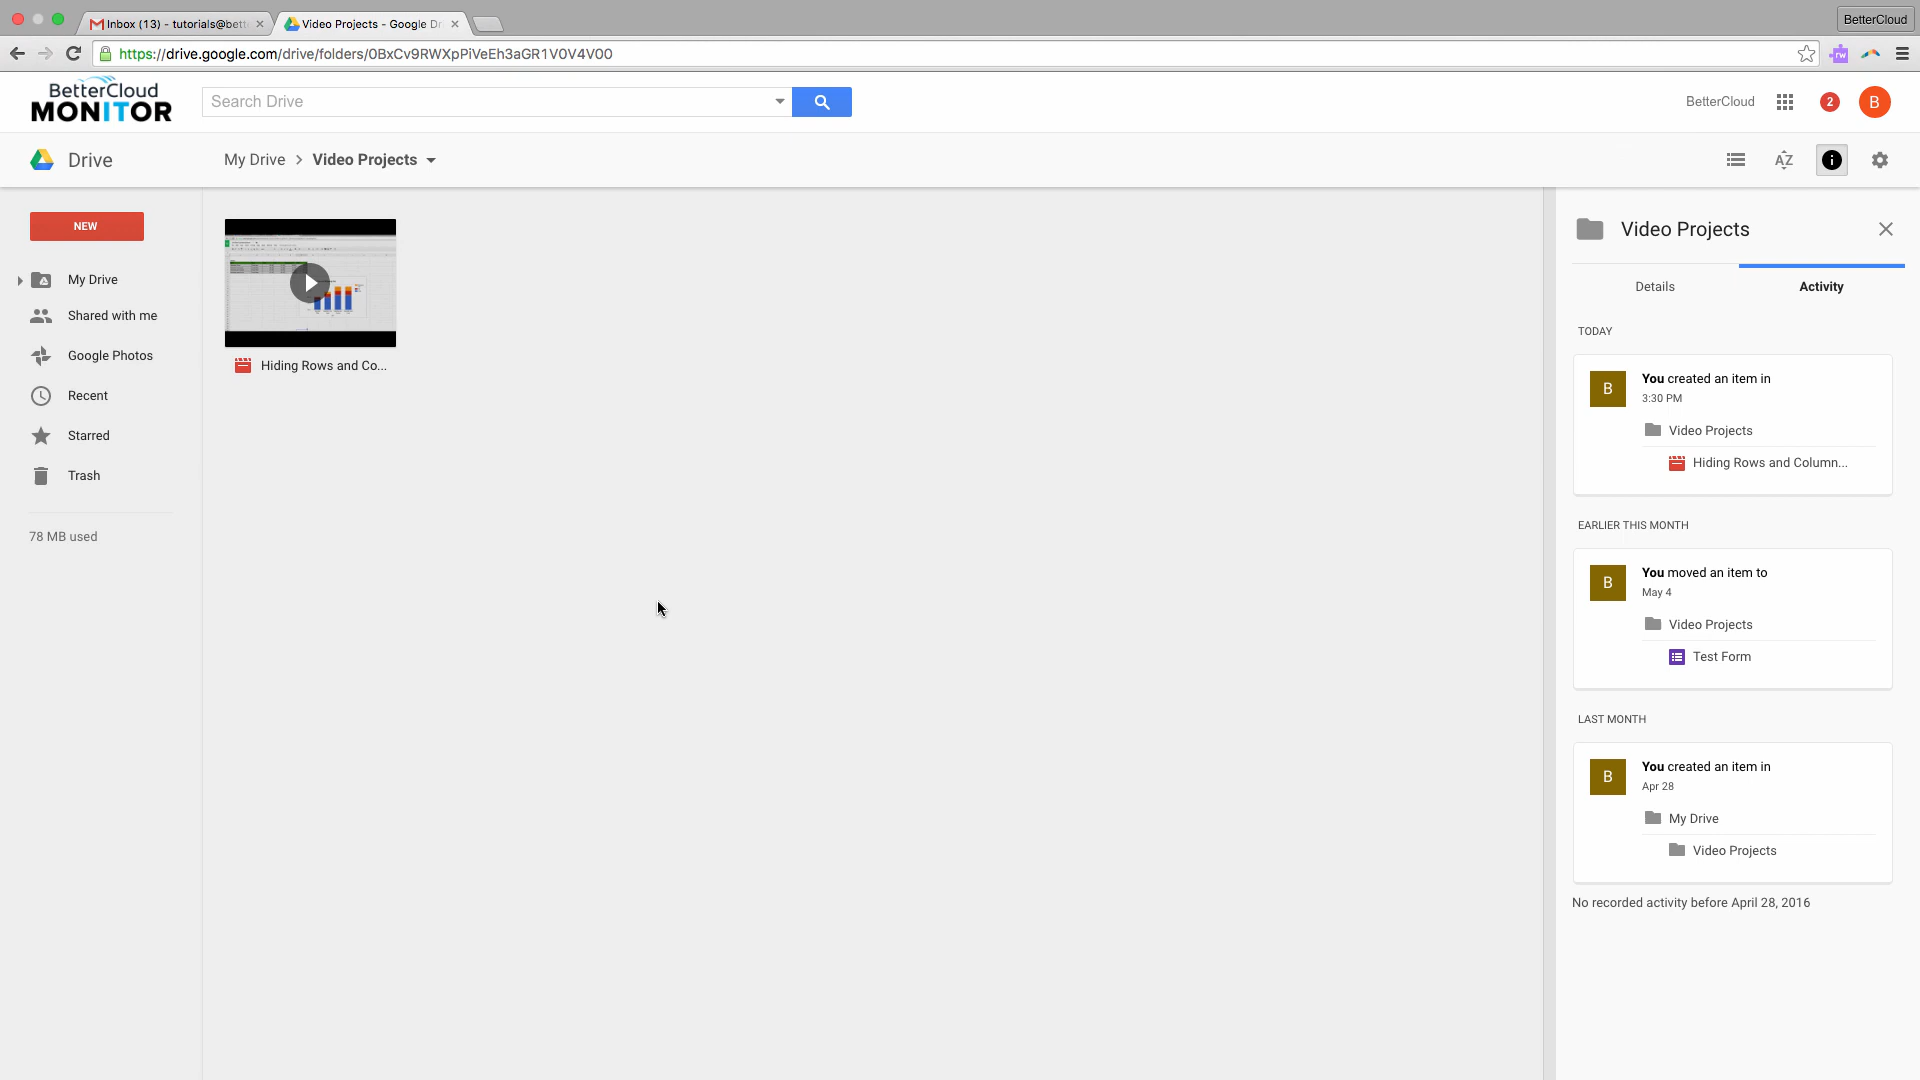 Inbox (13) - tutorials@bett
Video Projects - Google Dr
BetterCloud
https://drive.google.com/drive/folders/0BxCv9RWXpPiVeEh3aGR1V0V4V00
rw
BetterCloud
MONITOR
Search Drive
BetterCloud
2
B
Drive
My Drive > Video Projects
AZ
i
NEW
My Drive
Shared with me
Google Photos
Recent
Starred
Trash
78 MB used
Hiding Rows and Co...
Video Projects
Details
Activity
TODAY
B
You created an item in
3:30 PM
Video Projects
Hiding Rows and Column...
EARLIER THIS MONTH
B
You moved an item to
May 4
Video Projects
Test Form
LAST MONTH
B
You created an item in
Apr 28
My Drive
Video Projects
No recorded activity before April 28, 2016